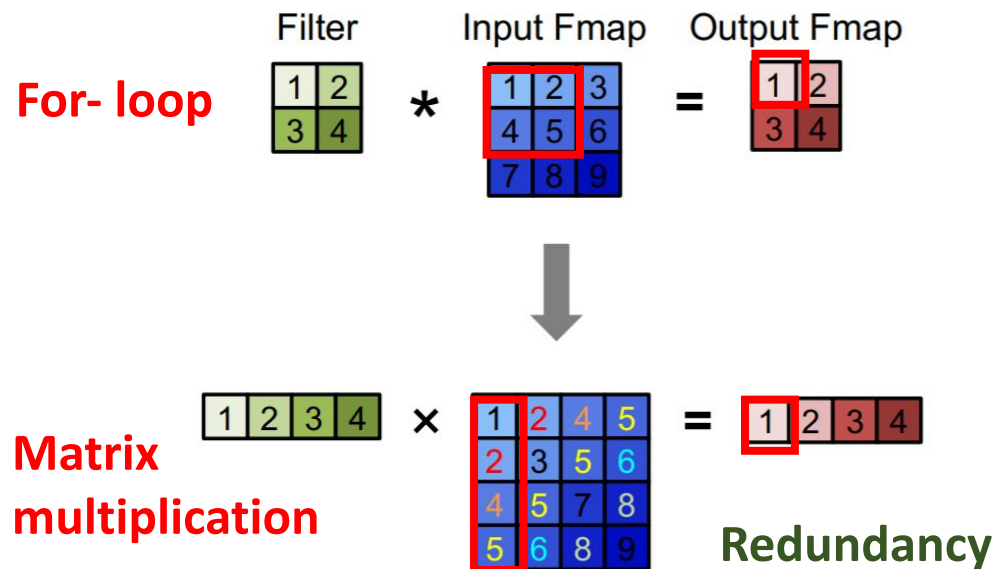 Filter Input Fmap Output Fmap
For- loop
1 2 * 1 2 3 = 1 2
3 4 4 5 6 3 4
7 8 9
1 2 3 4 × 1 2 4 5 = 1 2 3 4
2 3 5 6
4 5 7 8
5 6 8 9
Matrix
multiplication
Redundancy